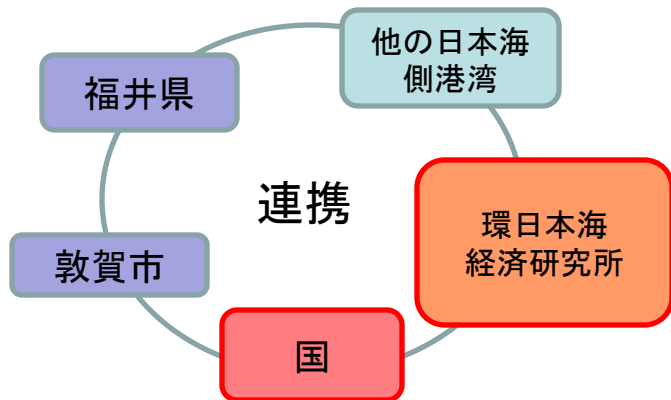 他の日本海
側港湾
福井県
連携
環日本海
経済研究所
敦賀市
国